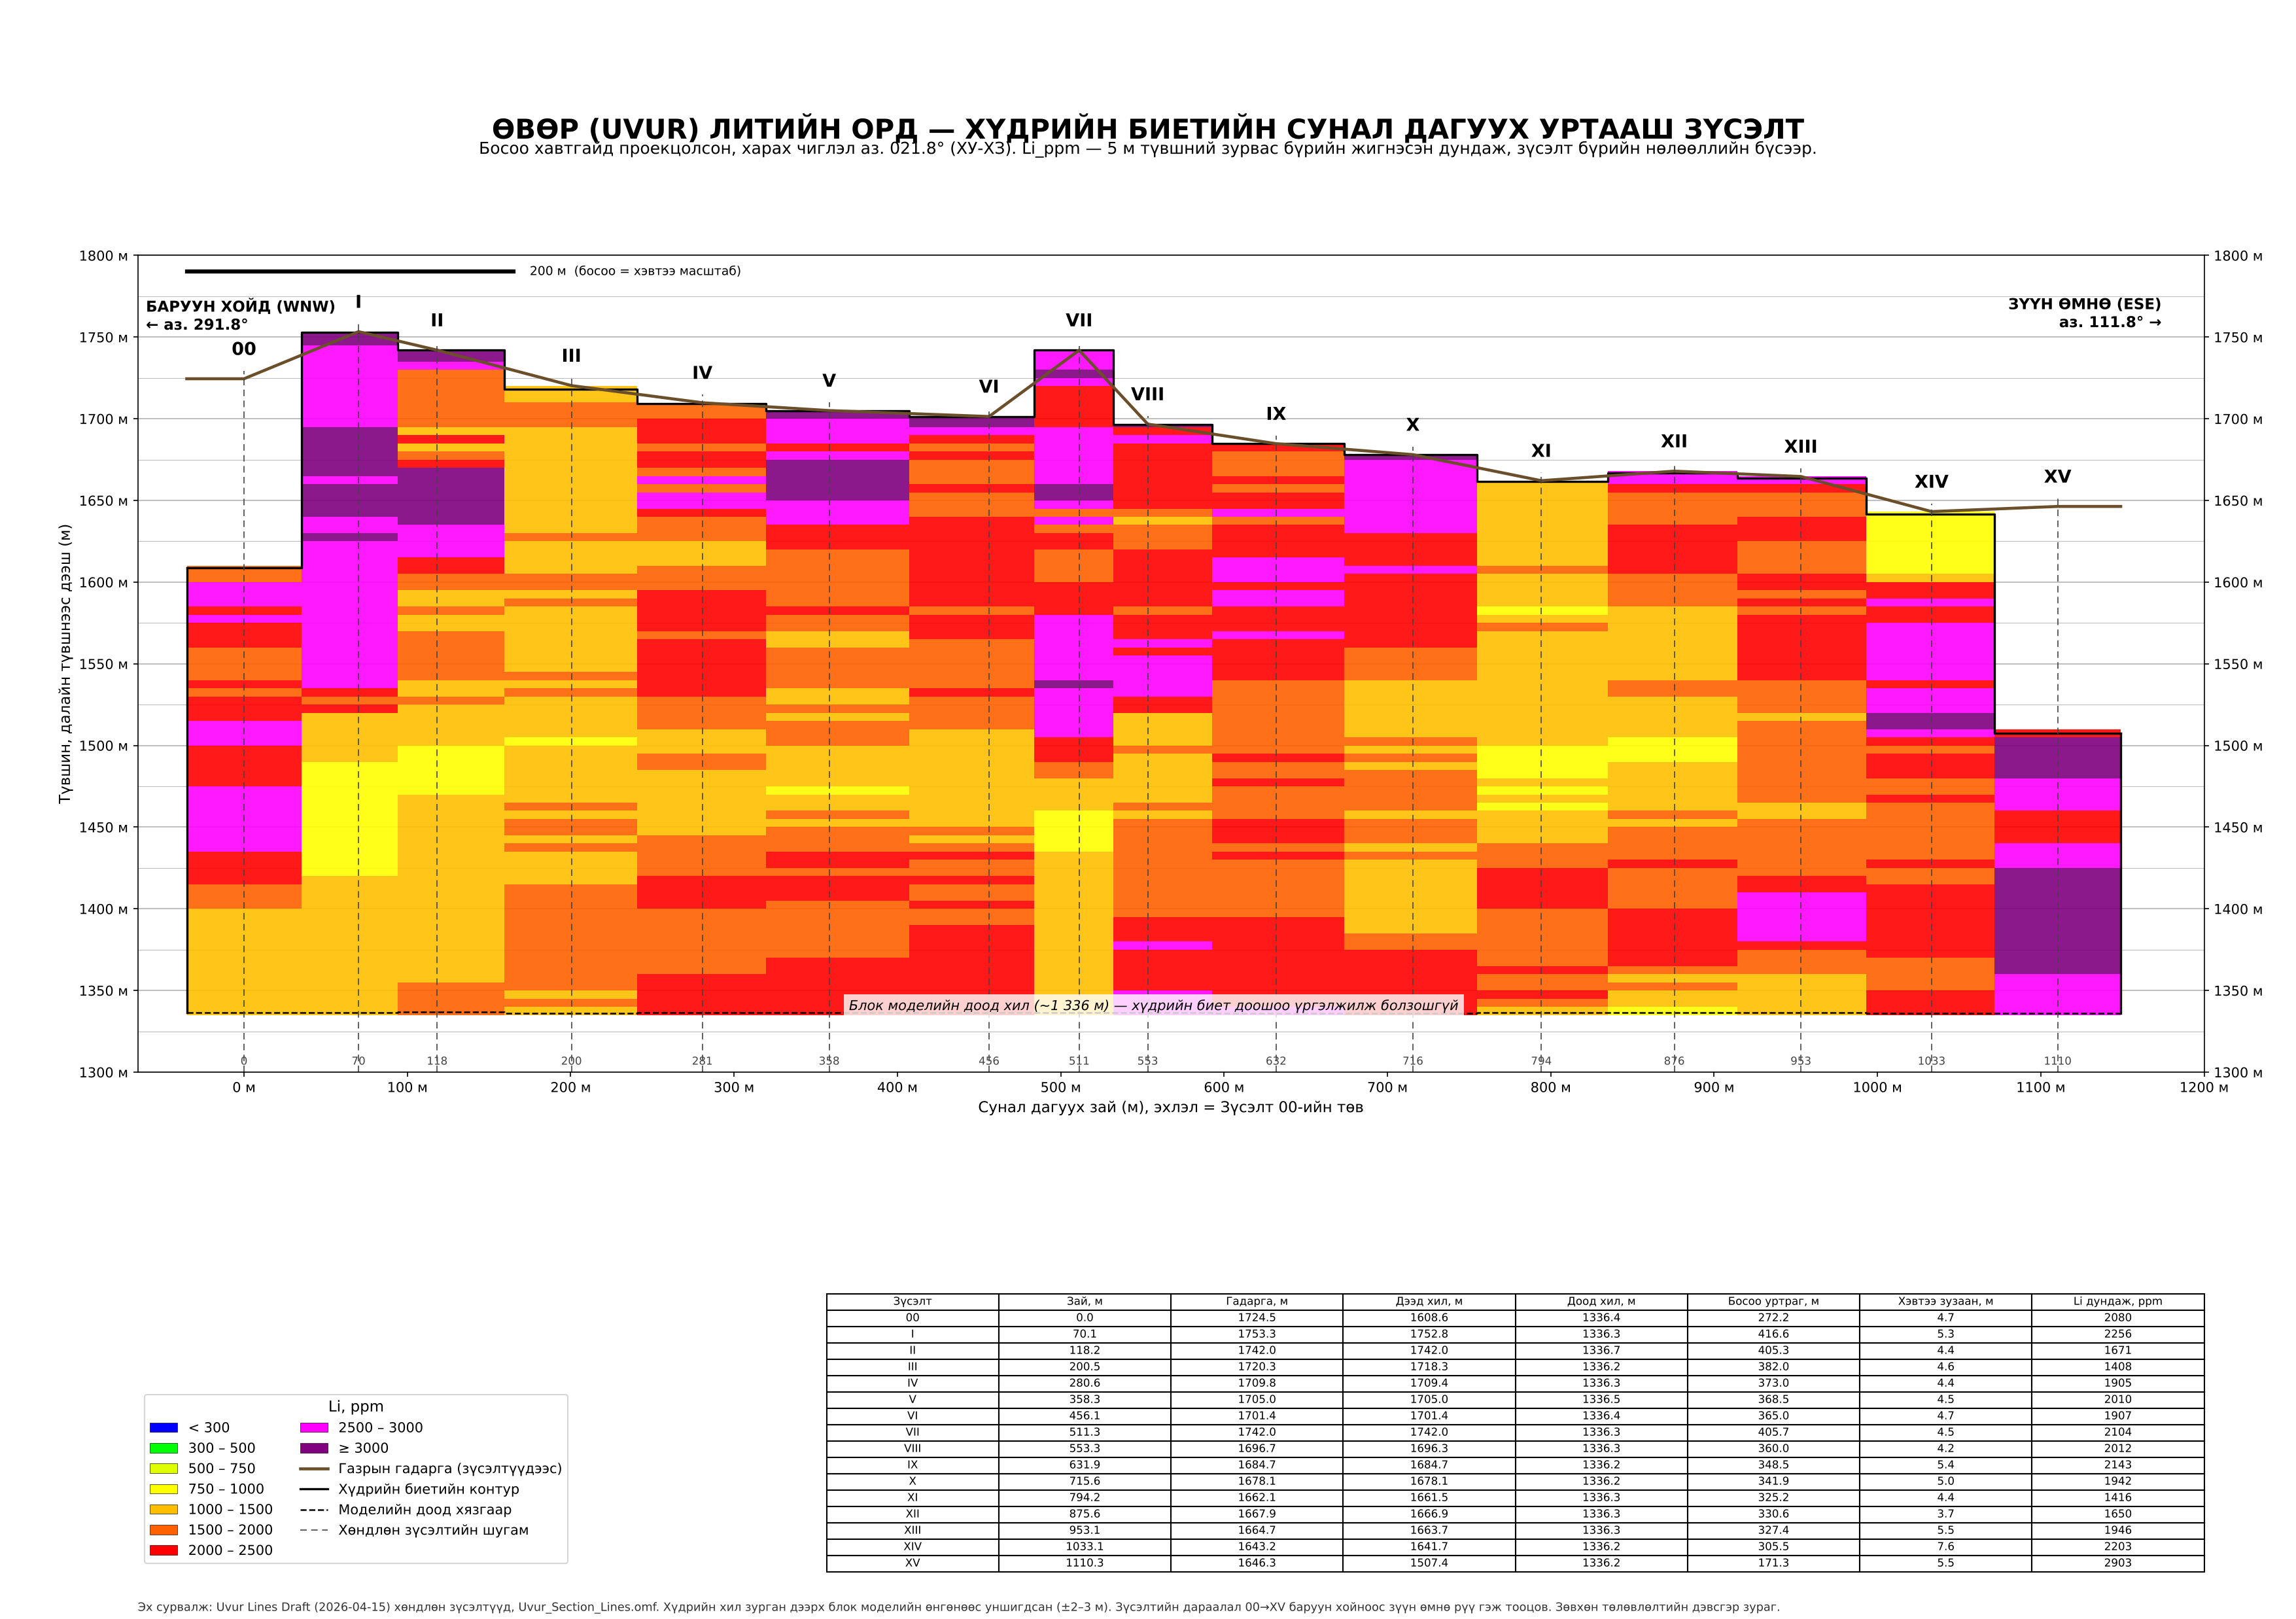 ӨВӨР (UVUR) ЛИТИЙН ОРД — ХҮДРИЙН БИЕТИЙН СУНАЛ ДАГУУХ УРТААШ ЗҮСЭЛТ
Босоо хавтгайд проекцолсон, харах чиглэл аз. 021.8° (ХУ-ХЗ). Li_ppm — 5 м түвшний зурвас бүрийн жигнэсэн дундаж, зүсэлт бүрийн нөлөөллийн бүсээр.
1800 м
1750 м
1700 м
1650 м
1600 м
1550 м
1500 м
1450 м
1400 м
1350 м
1300 м
Түвшин, далайн түвшнээс дээш (м)
200 м (босоо = хэвтээ масштаб)
БАРУУН ХОЙД (WNW)
← аз. 291.8°
ЗҮҮН ӨМНӨ (ESE)
аз. 111.8° →
00 I II III IV V VI VII VIII IX X XI XII XIII XIV XV
1800 м
1750 м
1700 м
1650 м
1600 м
1550 м
1500 м
1450 м
1400 м
1350 м
1300 м
Блок моделийн доод хил (~1 336 м) — хүдрийн биет доошоо үргэлжилж болзошгүй
0 70 118 200 281 358 456 511 553 632 716 794 876 953 1033 1110
0 м 100 м 200 м 300 м 400 м 500 м 600 м 700 м 800 м 900 м 1000 м 1100 м 1200 м
Сунал дагуух зай (м), эхлэл = Зүсэлт 00-ийн төв
Зүсэлт Зай, м Гадарга, м Дээд хил, м Доод хил, м Босоо уртраг, м Хэвтээ зузаан, м Li дундаж, ppm
00 0.0 1724.5 1608.6 1336.4 272.2 4.7 2080
I 70.1 1753.3 1752.8 1336.3 416.6 5.3 2256
II 118.2 1742.0 1742.0 1336.7 405.3 4.4 1671
III 200.5 1720.3 1718.3 1336.2 382.0 4.6 1408
IV 280.6 1709.8 1709.4 1336.3 373.0 4.4 1905
V 358.3 1705.0 1705.0 1336.5 368.5 4.5 2010
VI 456.1 1701.4 1701.4 1336.4 365.0 4.7 1907
VII 511.3 1742.0 1742.0 1336.3 405.7 4.5 2104
VIII 553.3 1696.7 1696.3 1336.3 360.0 4.2 2012
IX 631.9 1684.7 1684.7 1336.2 348.5 5.4 2143
X 715.6 1678.1 1678.1 1336.2 341.9 5.0 1942
XI 794.2 1662.1 1661.5 1336.3 325.2 4.4 1416
XII 875.6 1667.9 1666.9 1336.3 330.6 3.7 1650
XIII 953.1 1664.7 1663.7 1336.3 327.4 5.5 1946
XIV 1033.1 1643.2 1641.7 1336.2 305.5 7.6 2203
XV 1110.3 1646.3 1507.4 1336.2 171.3 5.5 2903
Li, ppm
< 300
300 – 500
500 – 750
750 – 1000
1000 – 1500
1500 – 2000
2000 – 2500
2500 – 3000
≥ 3000
Газрын гадарга (зүсэлтүүдээс)
Хүдрийн биетийн контур
Моделийн доод хязгаар
Хөндлөн зүсэлтийн шугам
Эх сурвалж: Uvur Lines Draft (2026-04-15) хөндлөн зүсэлтүүд, Uvur_Section_Lines.omf. Хүдрийн хил зурган дээрх блок моделийн өнгөнөөс уншигдсан (±2–3 м). Зүсэлтийн дараалал 00→XV баруун хойноос зүүн өмнө рүү гэж тооцов. Зөвхөн төлөвлөлтийн дэвсгэр зураг.